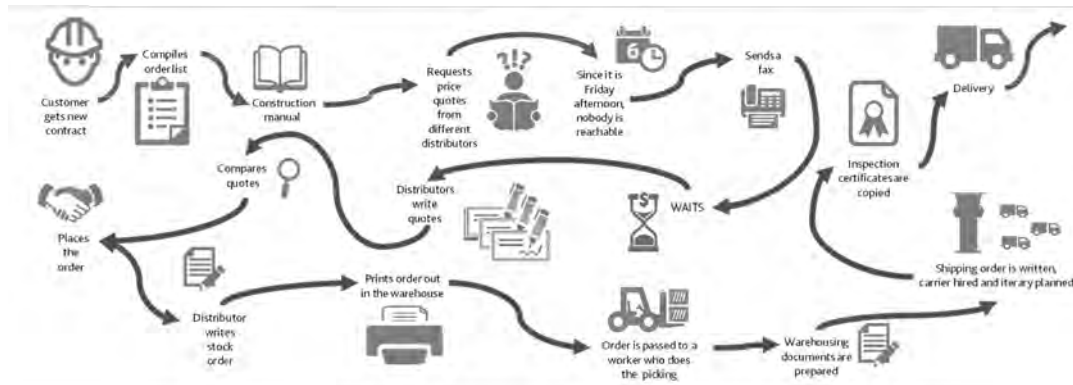 Customer
gets new
contract
Compiles
order list
Construction
manual
Requests
price
quotes
from
different
distributors
?!?
6
Since it is
Friday
afternoon,
nobody is
reachable
Sends a
fax
WAITS
$
Distributors
write
quotes
Compares
quotes
Places
the
order
Distributor
writes
stock
order
Prints order out
in the warehouse
Order is passed to a
worker who does
the picking
Warehousing
documents are
prepared
Shipping order is written,
carrier hired and iterary planned
Inspection
certificates are
copied
Delivery